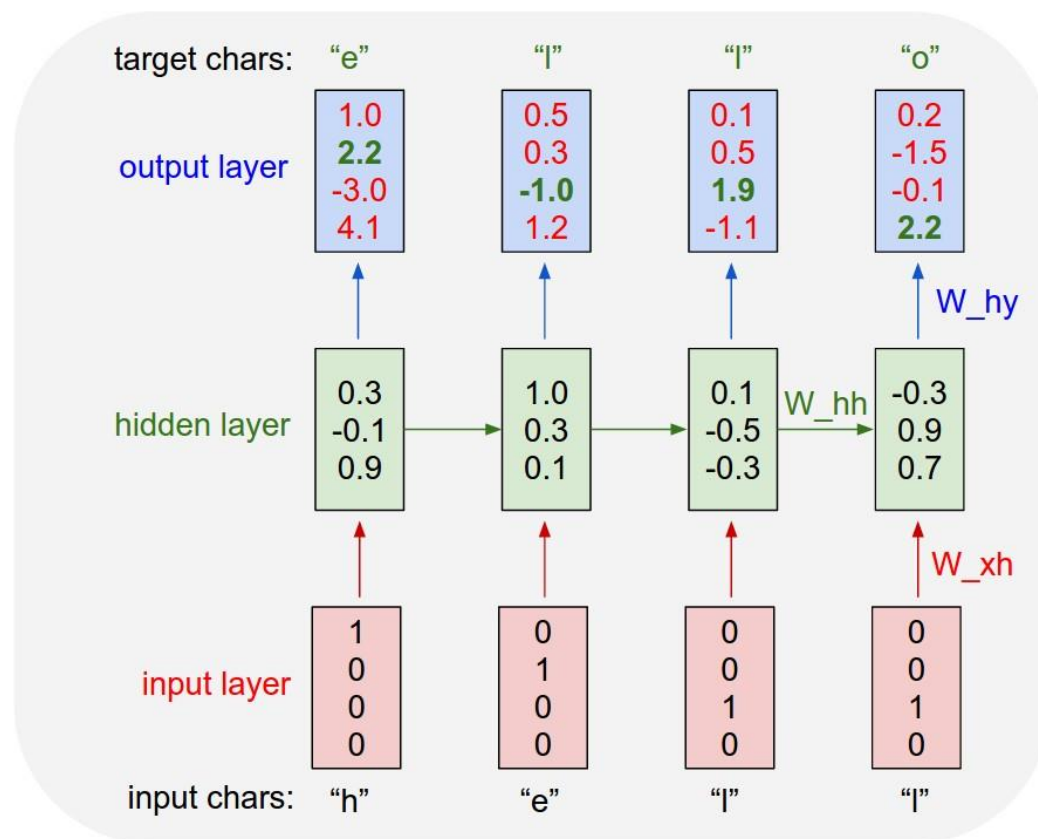 target chars: “e” “l” “l” “o”
1.0 0.5 0.1 0.2
2.2 0.3 0.5 -1.5
output layer
-3.0 -1.0 1.9 -0.1
4.1 1.2 -1.1 2.2
W_hy
0.3 1.0 0.1 -0.3
W_hh
hidden layer -0.1 0.3 -0.5 0.9
0.9 0.1 -0.3 0.7
W_xh
1 0 0 0
0 1 0 0
input layer
0 0 1 1
0 0 0 0
input chars: “h” “e” “l” “l”